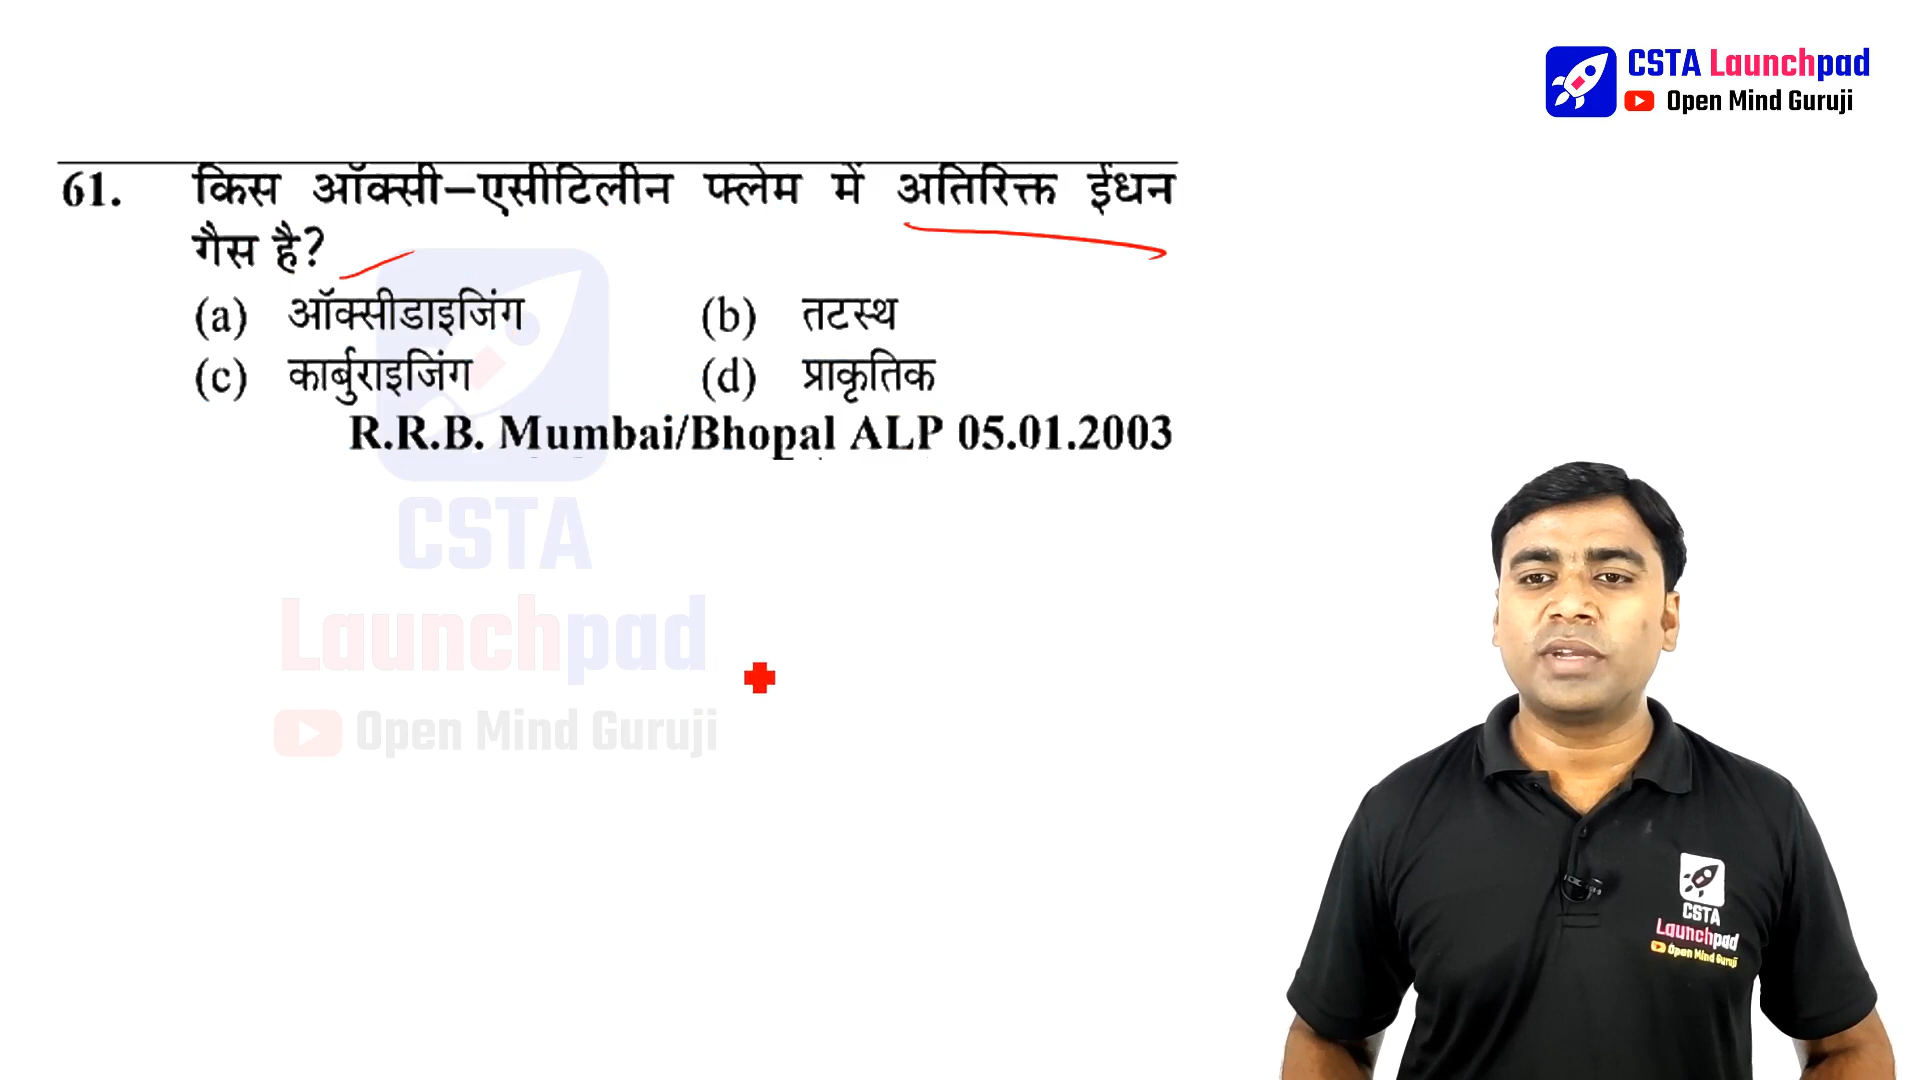 CSTA Launchpad
Open Mind Guruji
61. किस ऑक्सी–एसीटिलीन फ्लेम में अतिरिक्त ईंधन
गैस है?
(a) ऑक्सीडाइजिंग (b) तटस्थ
(c) कार्बुराइजिंग (d) प्राकृतिक
R.R.B. Mumbai/Bhopal ALP 05.01.2003
CSTA
Launchpad
Open Mind Guruji
CSTA
Launchpad
Open Mind Guruji